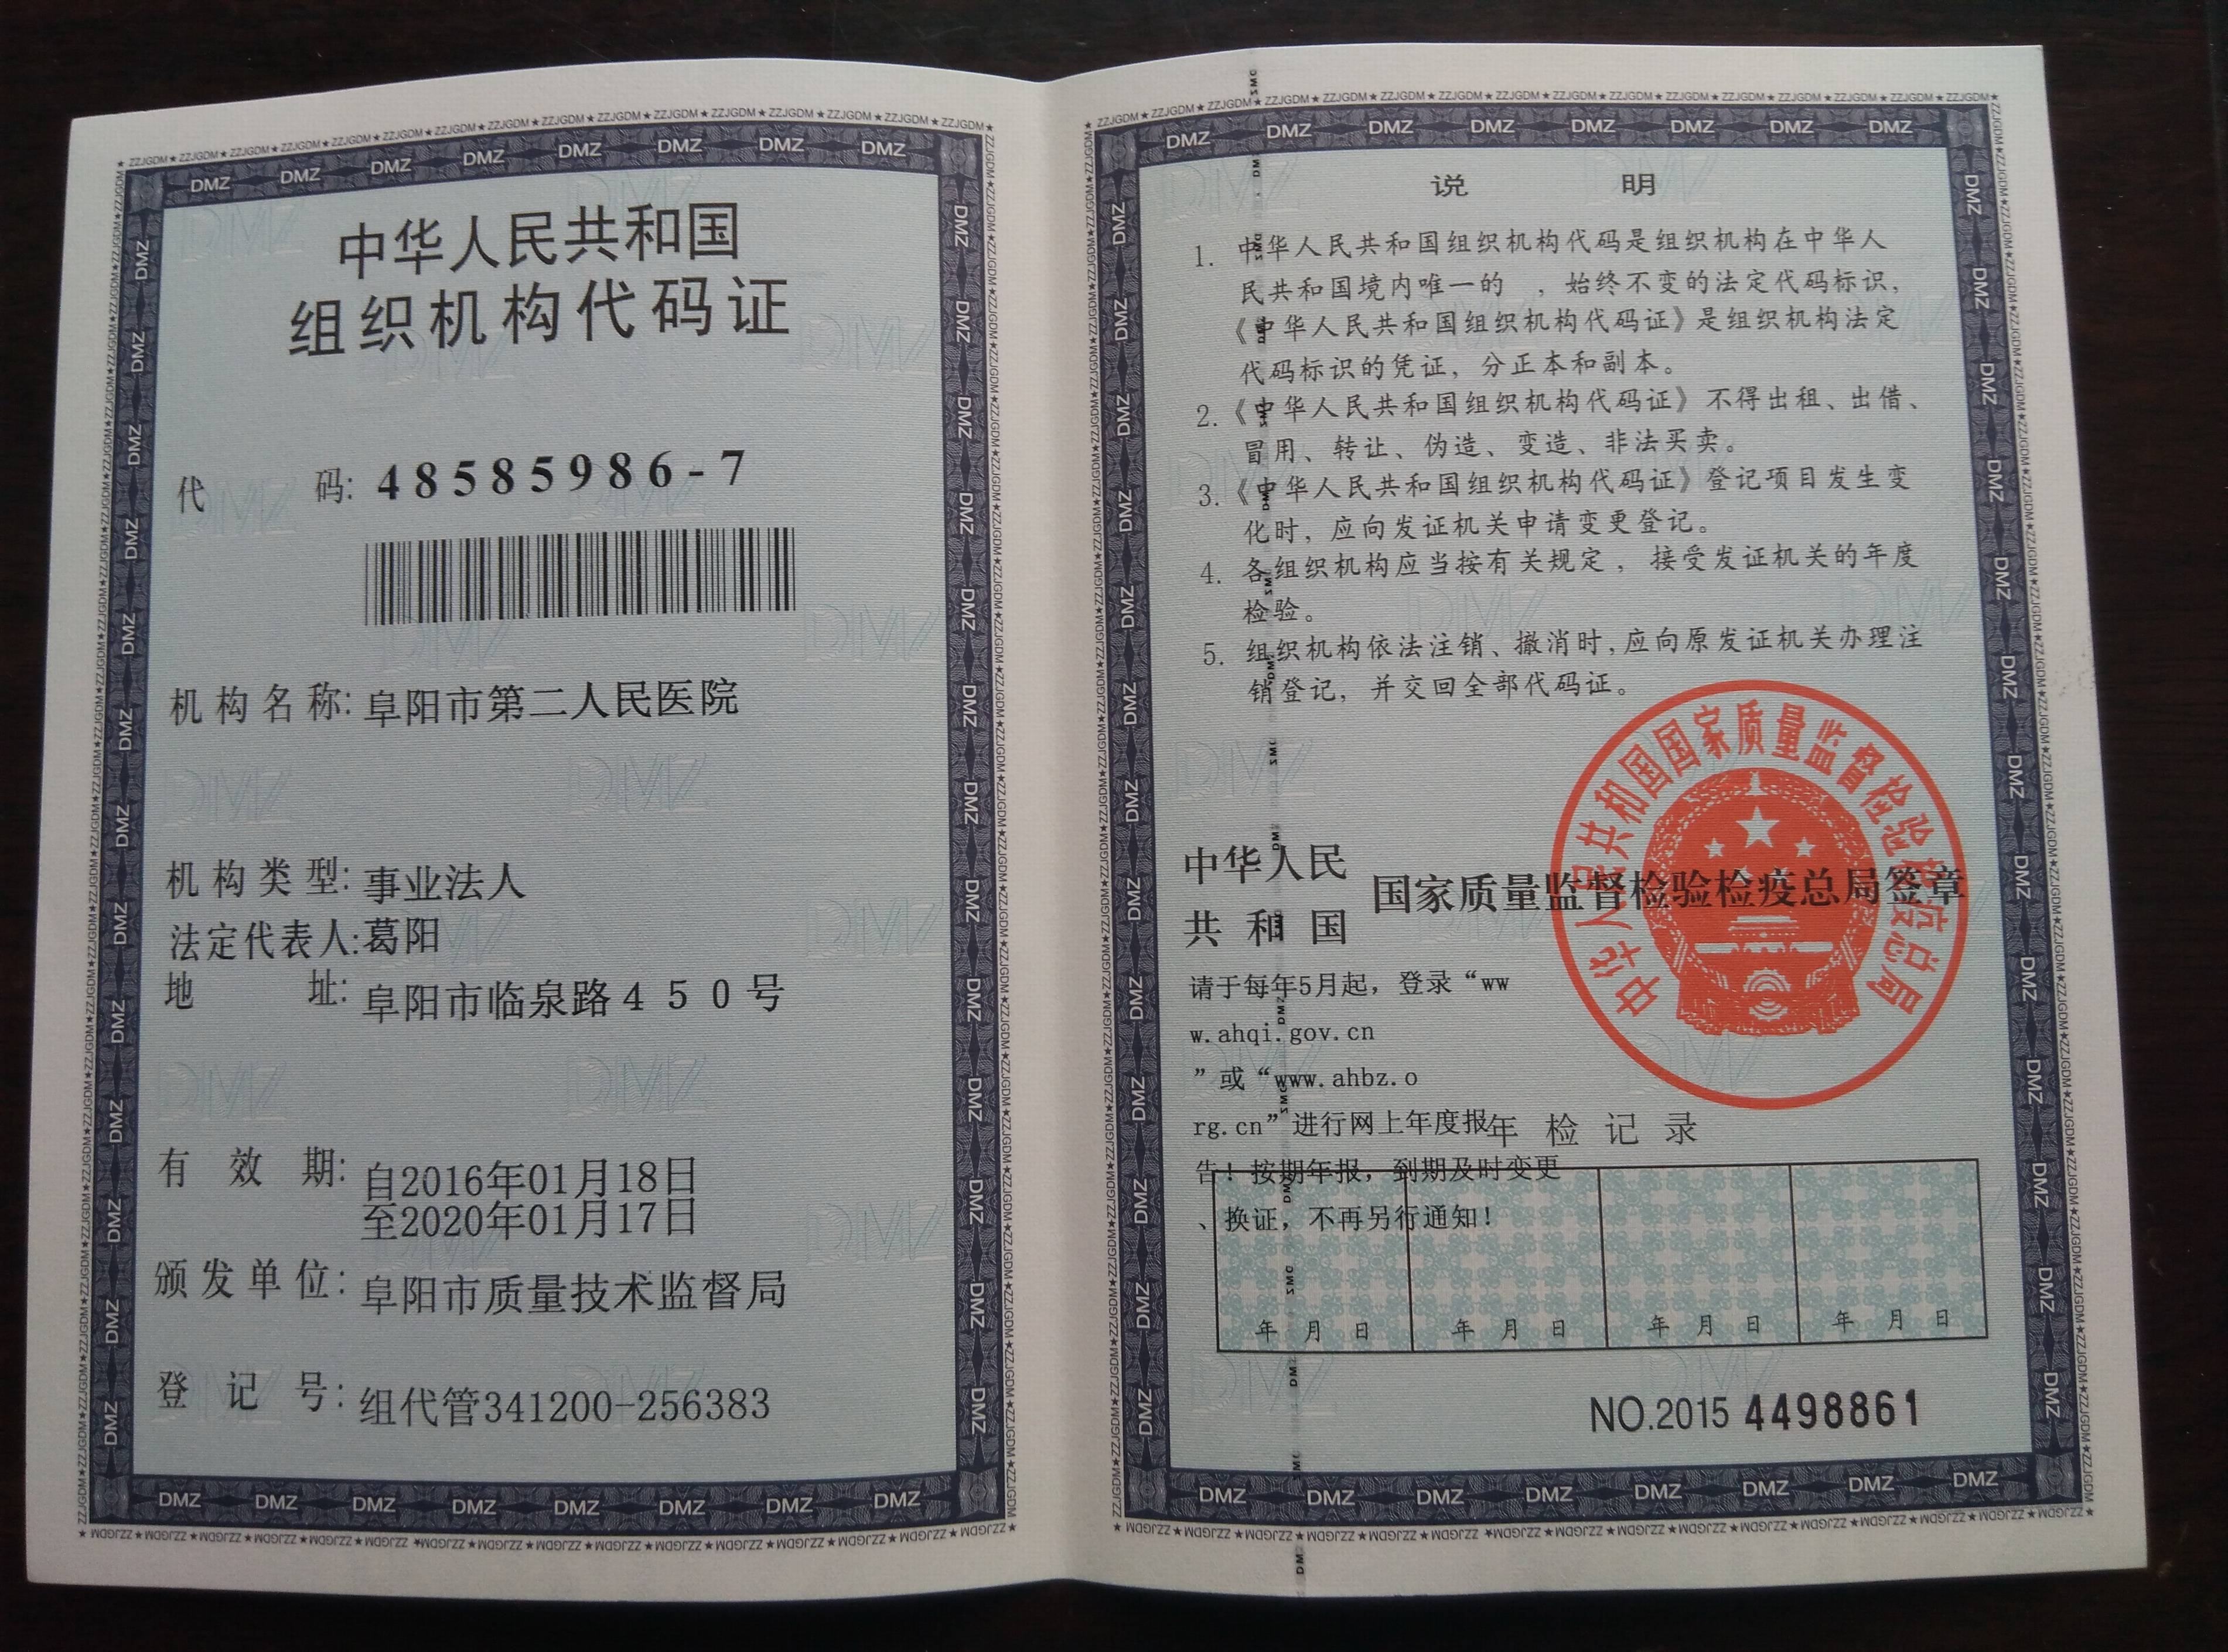 中华人民共和国
组织机构代码证
代 码: 48585986-7
机构名称: 阜阳市第二人民医院
机构类型: 事业法人
法定代表人: 葛阳
地 址: 阜阳市临泉路450号
有 效 期: 自2016年01月18日
至2020年01月17日
颁发单位: 阜阳市质量技术监督局
登 记 号: 组代管341200-256383
说 明
1. 中华人民共和国组织机构代码是组织机构在中华人
民共和国境内唯一的 ，始终不变的法定代码标识，
《中华人民共和国组织机构代码证》是组织机构法定
代码标识的凭证，分正本和副本。
2.《中华人民共和国组织机构代码证》不得出租、出借、
冒用、转让、伪造、变造、非法买卖。
3.《中华人民共和国组织机构代码证》登记项目发生变
化时，应向发证机关申请变更登记。
4. 各组织机构应当按有关规定，接受发证机关的年度
检验。
5. 组织机构依法注销、撤消时，应向原发证机关办理注
销登记，并交回全部代码证。
中华人民
共和国
国家质量监督检验检疫总局签章
中华人民共和国国家质量监督检验检疫总局
请于每年5月起，登录“ww
w.ahqi.gov.cn
”或“www.ahbz.o
rg.cn”进行网上年度报
告！按期年报，到期及时变更
、换证，不再另行通知！
年检记录
年 月 日 年 月 日 年 月 日 年 月 日
NO.2015 4498861